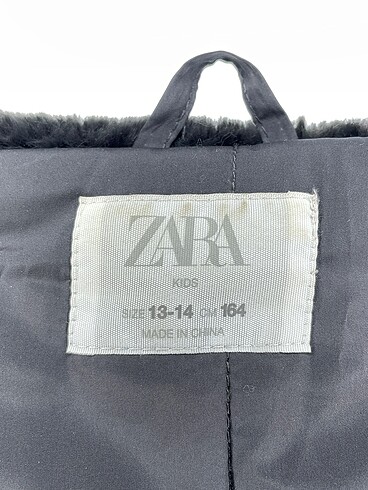 ZARA
KIDS
SIZE 13-14 CM 164
MADE IN CHINA